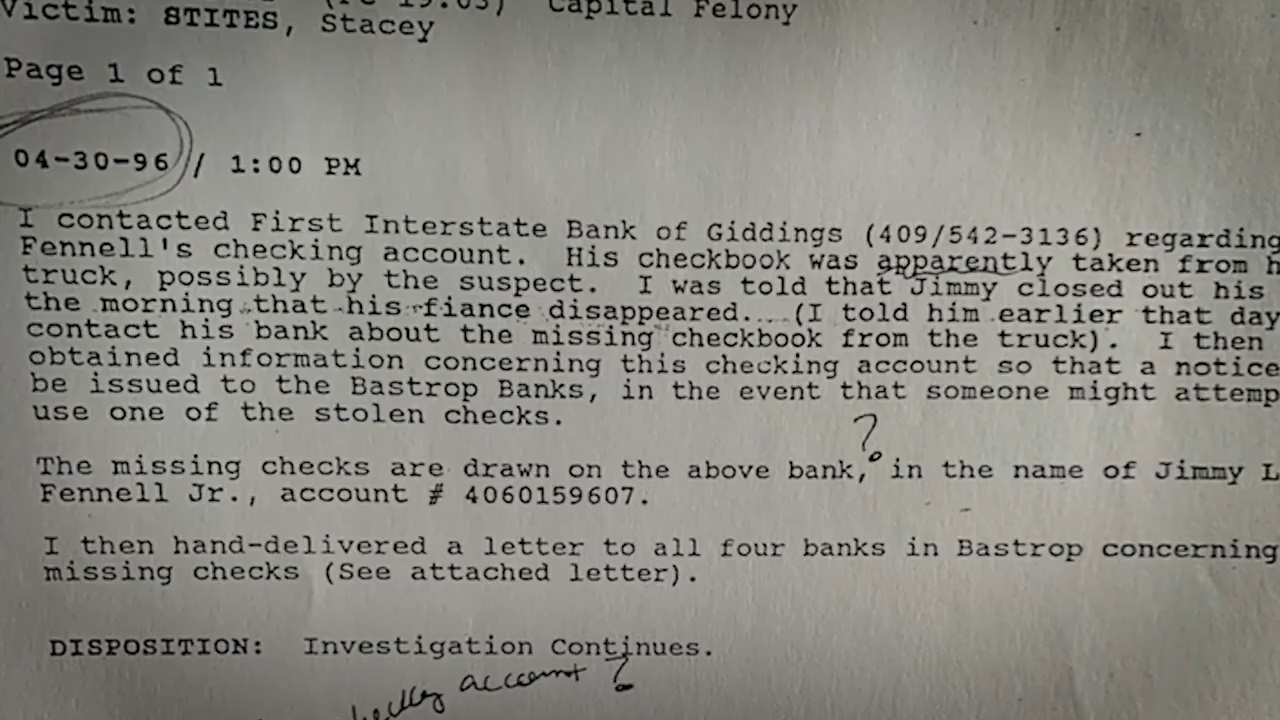 (PC 19.03) Capital Felony
Victim: STITES, Stacey
Page 1 of 1
04-30-96 / 1:00 PM
I contacted First Interstate Bank of Giddings (409/542-3136) regarding
Fennell's checking account. His checkbook was apparently taken from h
truck, possibly by the suspect. I was told that Jimmy closed out his
the morning that his fiance disappeared... (I told him earlier that day
contact his bank about the missing checkbook from the truck). I then
obtained information concerning this checking account so that a notice
be issued to the Bastrop Banks, in the event that someone might attemp
use one of the stolen checks.
?
The missing checks are drawn on the above bank, in the name of Jimmy L
Fennell Jr., account # 4060159607.
I then hand-delivered a letter to all four banks in Bastrop concerning
missing checks (See attached letter).
DISPOSITION: Investigation Continues.
account ?